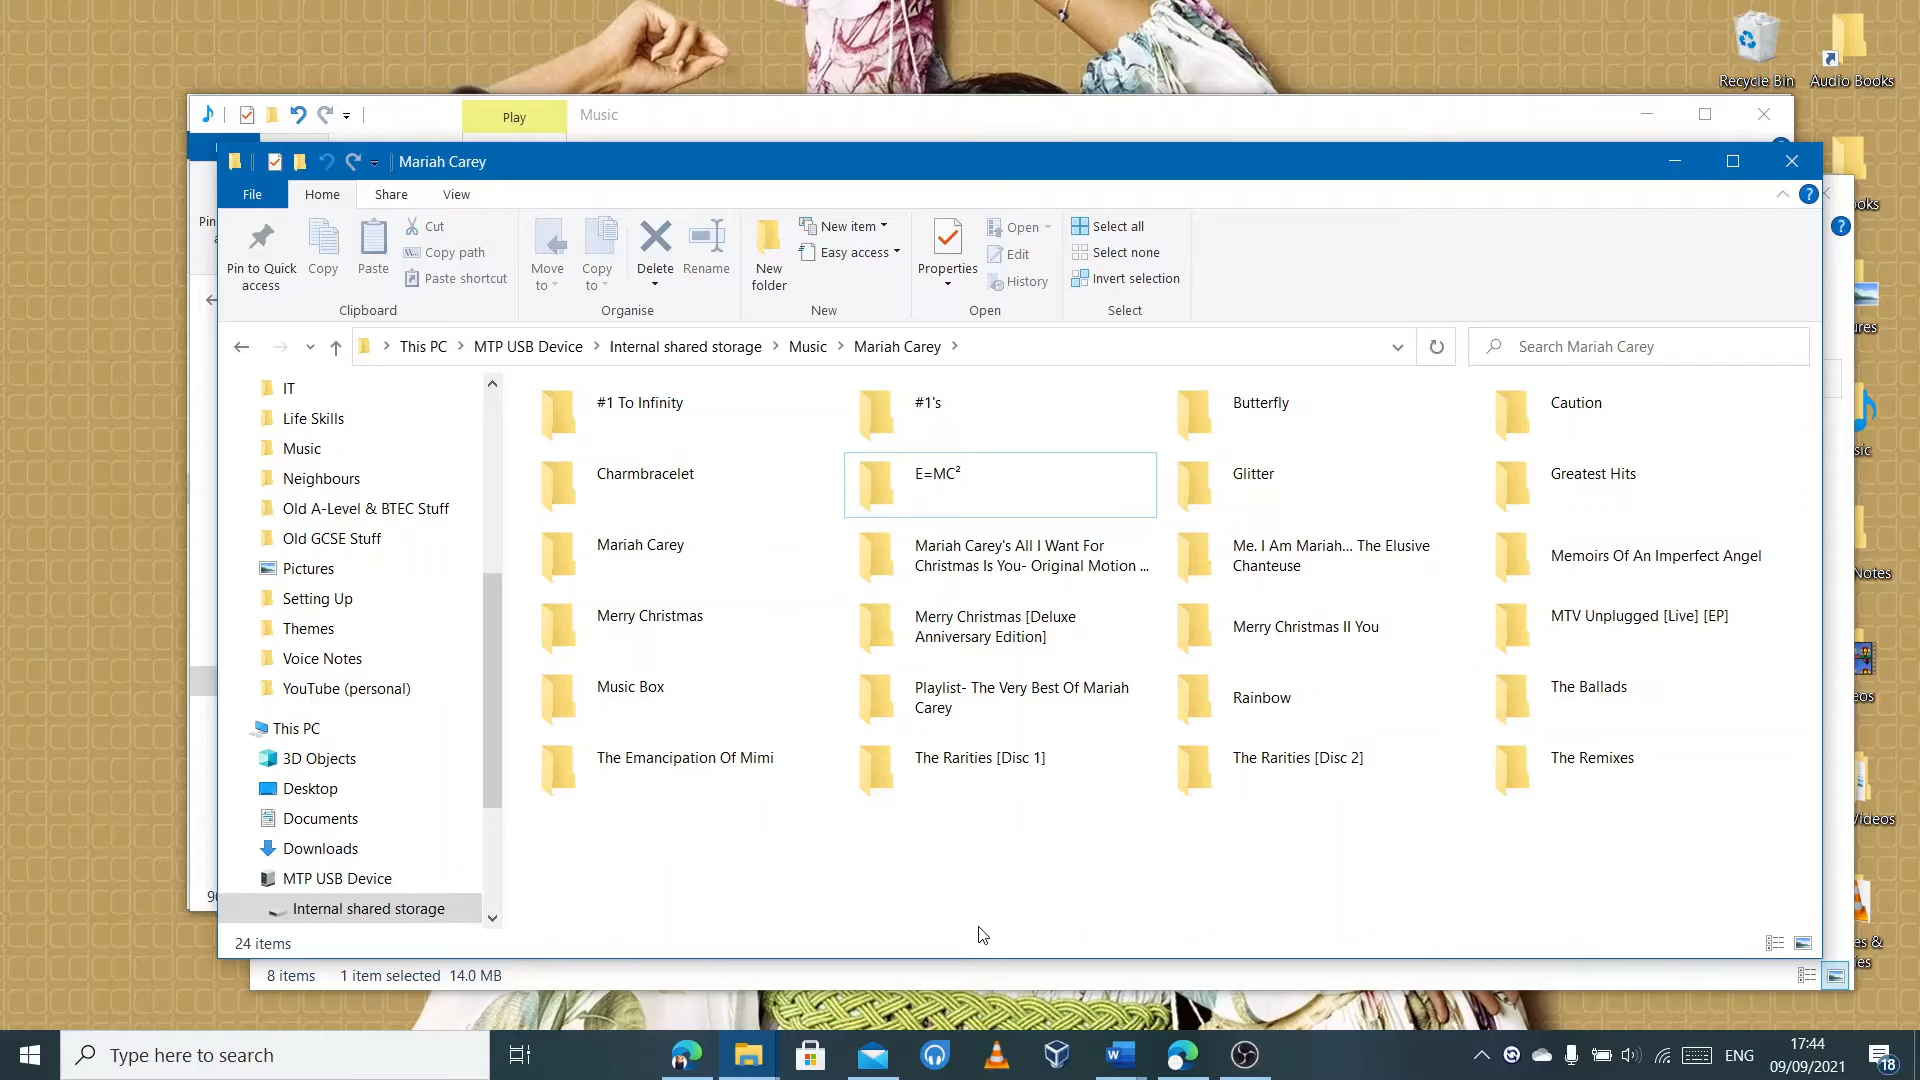 Recycle Bin
Audio Books
Play
Music
Mariah Carey
File
Home
Share
View
Pin to Quick access
Copy
Paste
Cut
Copy path
Paste shortcut
Clipboard
Move to
Copy to
Delete
Rename
Organise
New folder
New item
Easy access
New
Properties
Open
Edit
History
Open
Select all
Select none
Invert selection
Select
This PC
MTP USB Device
Internal shared storage
Music
Mariah Carey
Search Mariah Carey
IT
Life Skills
Music
Neighbours
Old A-Level & BTEC Stuff
Old GCSE Stuff
Pictures
Setting Up
Themes
Voice Notes
YouTube (personal)
This PC
3D Objects
Desktop
Documents
Downloads
MTP USB Device
Internal shared storage
#1 To Infinity
#1's
Butterfly
Caution
Charmbracelet
E=MC²
Glitter
Greatest Hits
Mariah Carey
Mariah Carey's All I Want For
Christmas Is You- Original Motion ...
Me. I Am Mariah... The Elusive
Chanteuse
Memoirs Of An Imperfect Angel
Merry Christmas
Merry Christmas [Deluxe
Anniversary Edition]
Merry Christmas II You
MTV Unplugged [Live] [EP]
Music Box
Playlist- The Very Best Of Mariah
Carey
Rainbow
The Ballads
The Emancipation Of Mimi
The Rarities [Disc 1]
The Rarities [Disc 2]
The Remixes
24 items
8 items
1 item selected 14.0 MB
Notes
Videos
Type here to search
ENG
17:44
09/09/2021
18